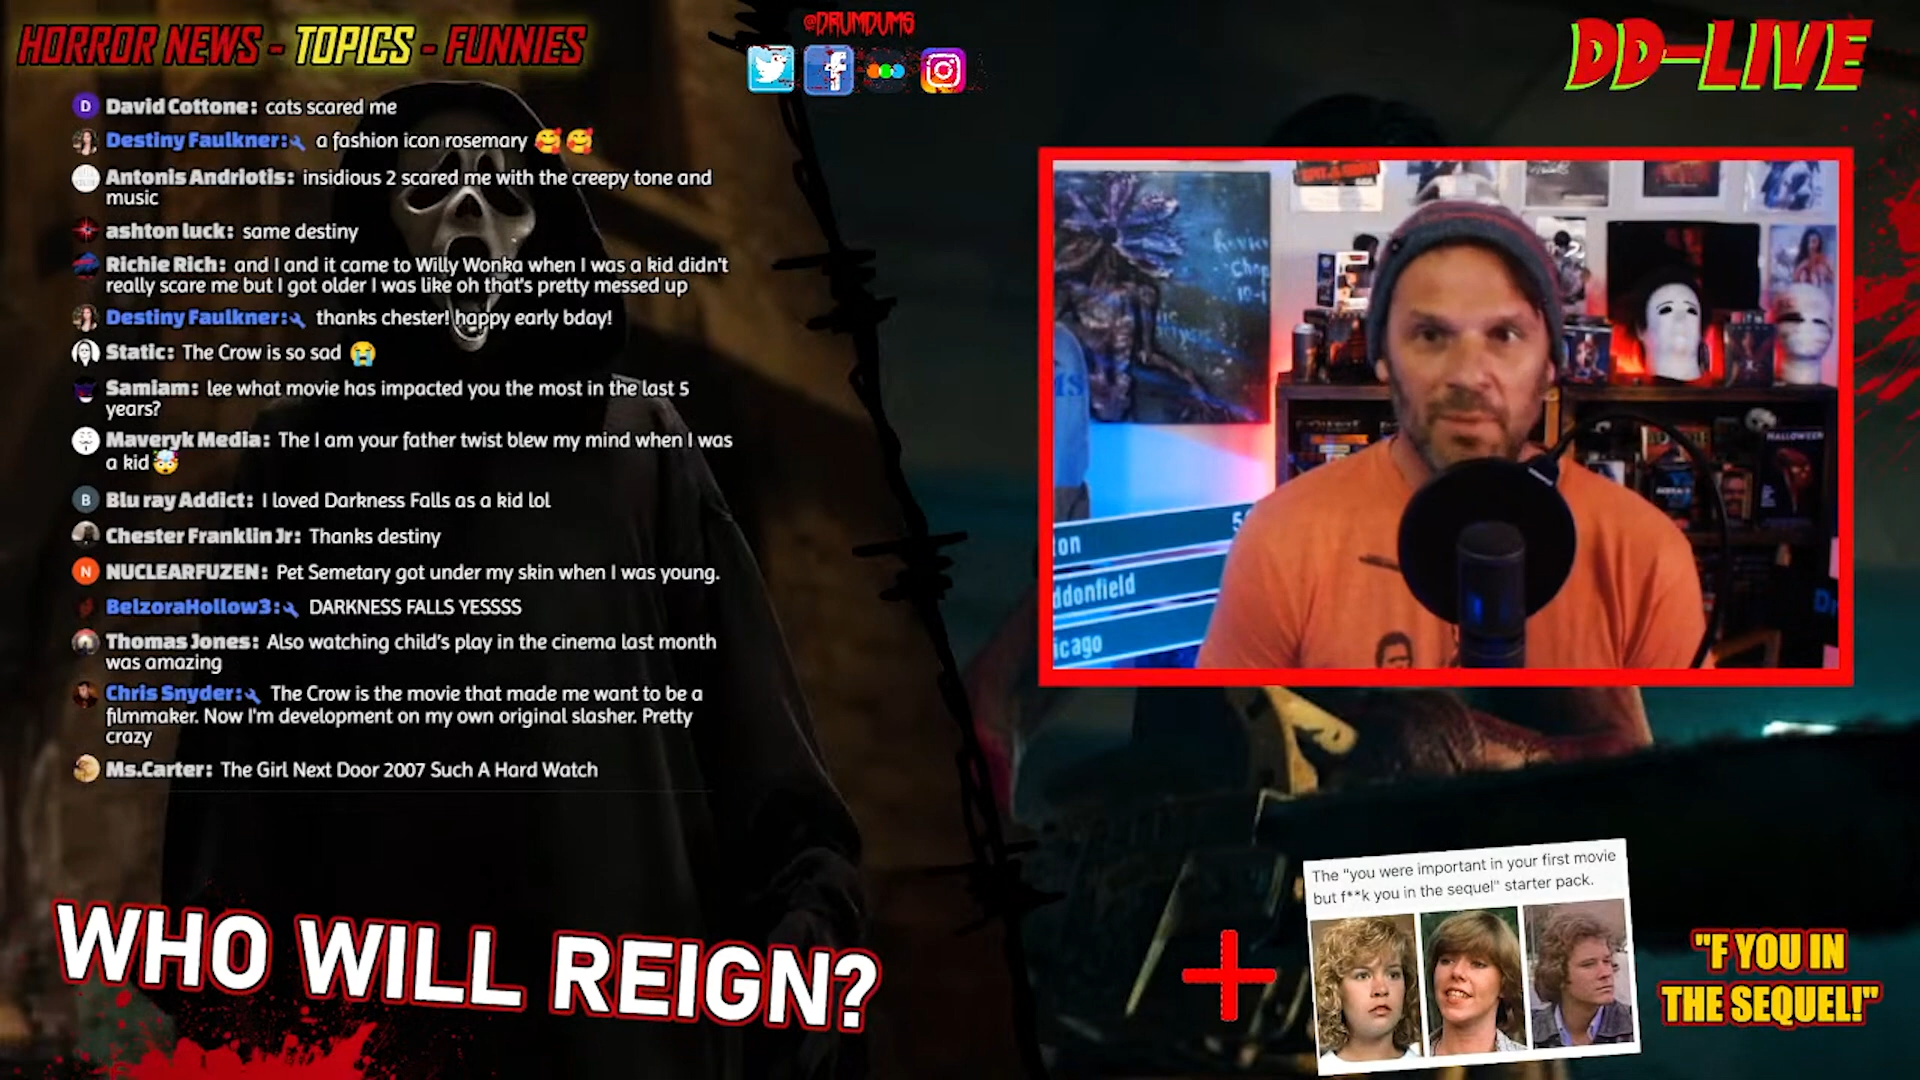 HORROR NEWS - TOPICS - FUNNIES
@DRUMDUMS
DD-LIVE
D David Cottone: cats scared me
Destiny Faulkner: a fashion icon rosemary 🥰🥰
Antonis Andriotis: insidious 2 scared me with the creepy tone and
music
ashton luck: same destiny
Richie Rich: and I and it came to Willy Wonka when I was a kid didn't
really scare me but I got older I was like oh that's pretty messed up
Destiny Faulkner: thanks chester! happy early bday!
Static: The Crow is so sad 😭
Samiam: lee what movie has impacted you the most in the last 5
years?
Maveryk Media: The I am your father twist blew my mind when I was
a kid 🤯
B Blu ray Addict: I loved Darkness Falls as a kid lol
Chester Franklin Jr: Thanks destiny
N NUCLEARFUZEN: Pet Semetary got under my skin when I was young.
BelzoraHollow3: DARKNESS FALLS YESSSS
Thomas Jones: Also watching child's play in the cinema last month
was amazing
Chris Snyder: The Crow is the movie that made me want to be a
filmmaker. Now I'm development on my own original slasher. Pretty
crazy
Ms.Carter: The Girl Next Door 2007 Such A Hard Watch
HALLOWEEN
ton
ddonfield
icago
WHO WILL REIGN?
The "you were important in your first movie
but f**k you in the sequel" starter pack.
"F YOU IN
THE SEQUEL!"